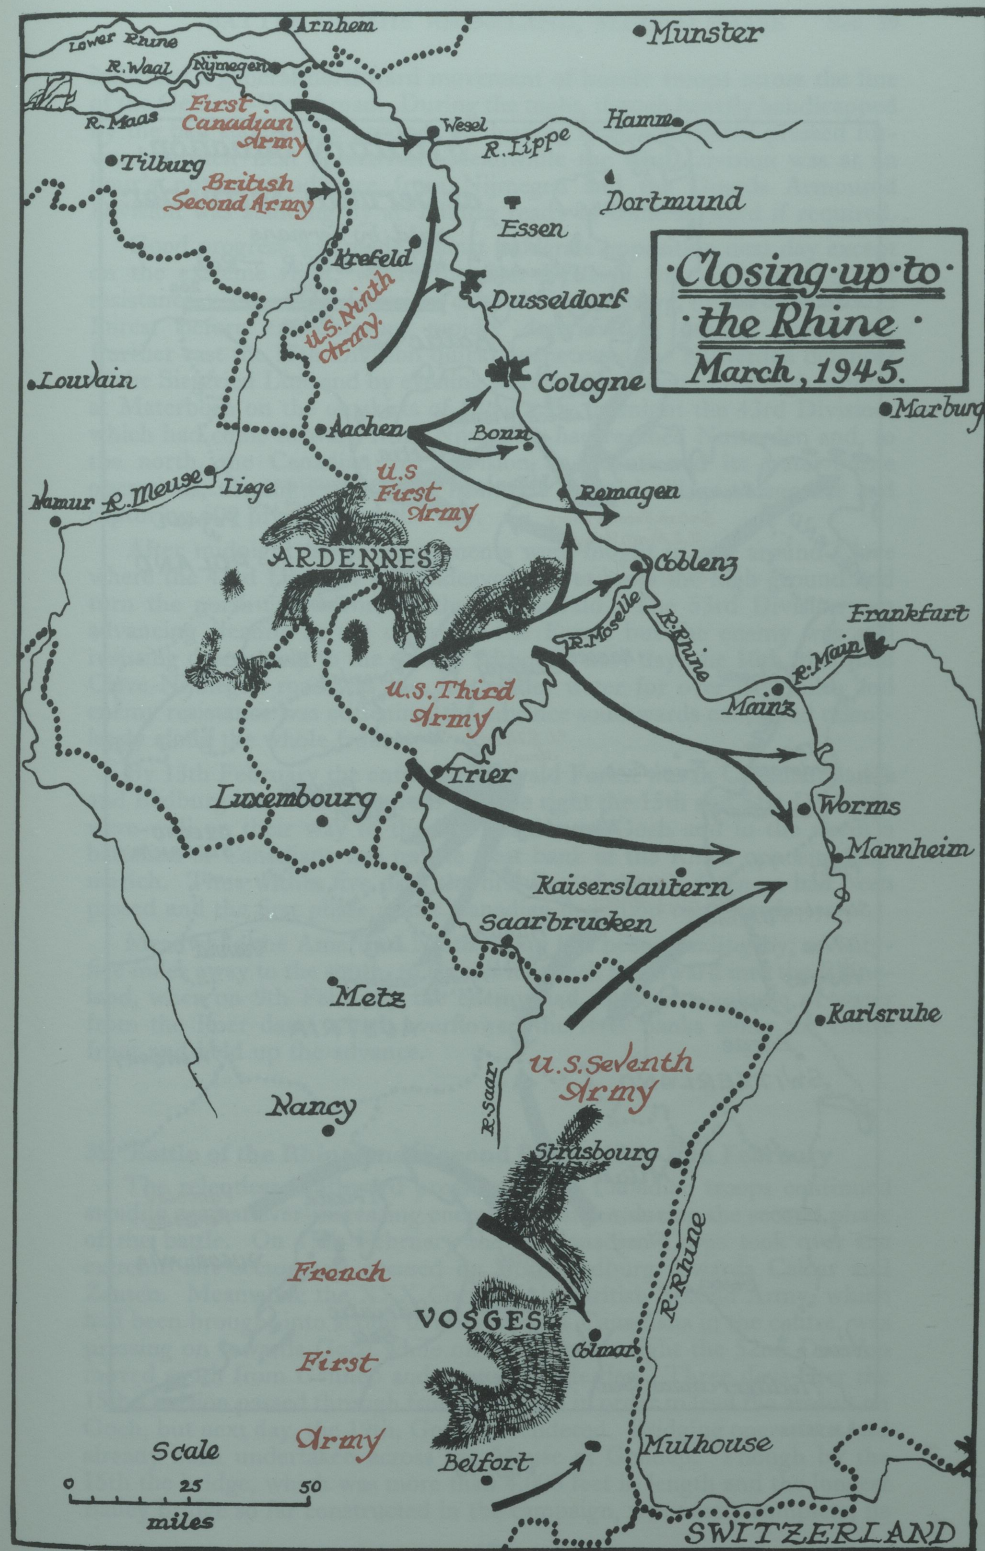 Arnhem
Munster
Lower Rhine
R. Waal
Nijmegen
R. Maas
First
Canadian
Army
Wesel
R. Lippe
Hamm
Tilburg
British
Second Army
Dortmund
Essen
Krefeld
·Closing·up·to·
·the Rhine·
March, 1945.
U.S. Ninth
Army.
Dusseldorf
Louvain
Cologne
Marburg
Aachen
Bonn
Namur
R. Meuse
Liege
U.S
First
Army
Remagen
ARDENNES
Coblenz
R. Moselle
R. Rhine
Frankfurt
R. Main
Mainz
U.S. Third
Army
Trier
Luxembourg
Worms
Mannheim
Kaiserslautern
Saarbrucken
Metz
Karlsruhe
U.S. Seventh
Army
R. Saar
Nancy
Strasbourg
R. Rhine
French
First
Army
VOSGES
Colmar
Mulhouse
Belfort
Scale
0 25 50
miles
SWITZERLAND